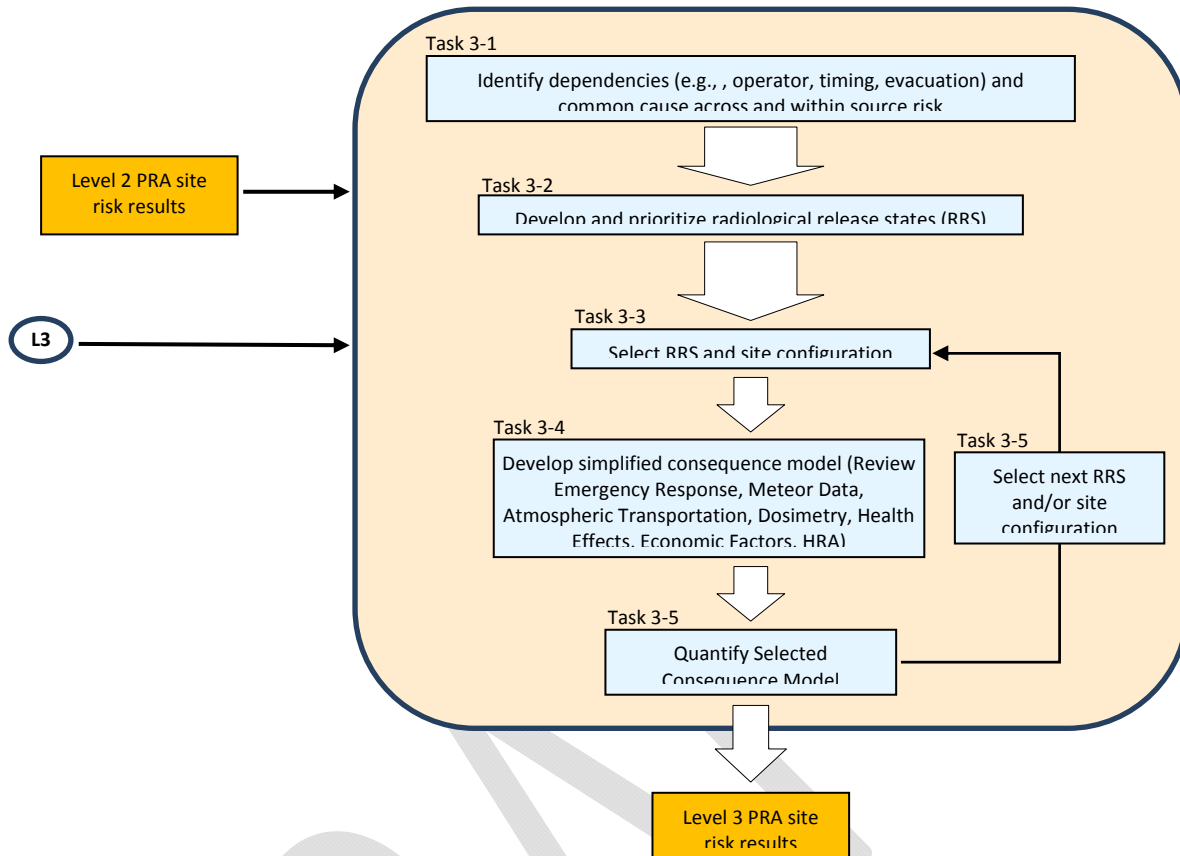 Task 3-1
Identify dependencies (e.g., , operator, timing, evacuation) and
common cause across and within source risk
Level 2 PRA site
risk results
Task 3-2
Develop and prioritize radiological release states (RRS)
L3
Task 3-3
Select RRS and site configuration
Task 3-4
Develop simplified consequence model (Review
Emergency Response, Meteor Data,
Atmospheric Transportation, Dosimetry, Health
Effects, Economic Factors, HRA)
Task 3-5
Select next RRS
and/or site
configuration
Task 3-5
Quantify Selected
Consequence Model
Level 3 PRA site
risk results